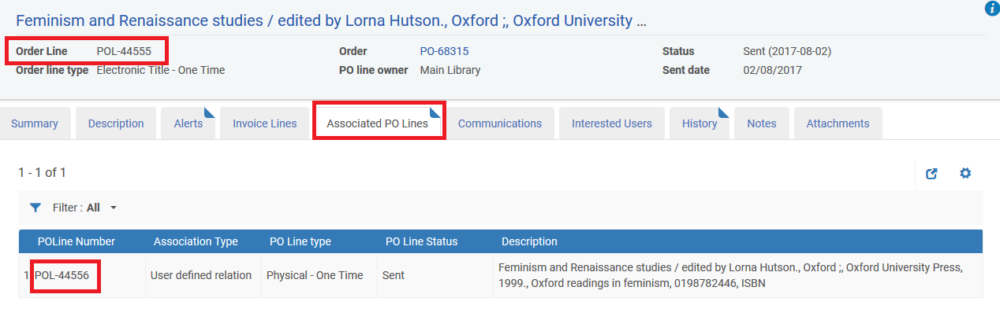 Feminism and Renaissance studies / edited by Lorna Hutson., Oxford ;, Oxford University ...
Order Line POL-44555 Order PO-68315 Status Sent (2017-08-02)
Order line type Electronic Title - One Time PO line owner Main Library Sent date 02/08/2017
Summary Description Alerts Invoice Lines Associated PO Lines Communications Interested Users History Notes Attachments
1 - 1 of 1
Filter : All
POLine Number Association Type PO Line type PO Line Status Description
1 POL-44556 User defined relation Physical - One Time Sent Feminism and Renaissance studies / edited by Lorna Hutson., Oxford ;, Oxford University Press,
1999., Oxford readings in feminism, 0198782446, ISBN